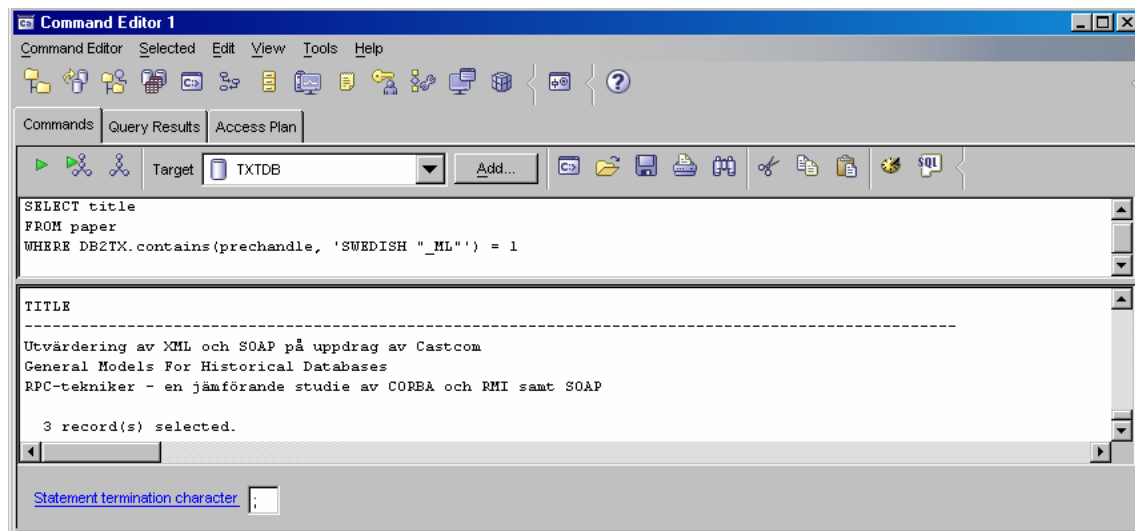 Command Editor 1
Command Editor Selected Edit View Tools Help
Commands Query Results Access Plan
Target TXTDB Add...
SELECT title
FROM paper
WHERE DB2TX.contains(prechandle, 'SWEDISH "_ML"') = 1
TITLE
----------------------------------------------------------------------------------------------------
Utvärdering av XML och SOAP på uppdrag av Castcom
General Models For Historical Databases
RPC-tekniker - en jämförande studie av CORBA och RMI samt SOAP
3 record(s) selected.
Statement termination character ;